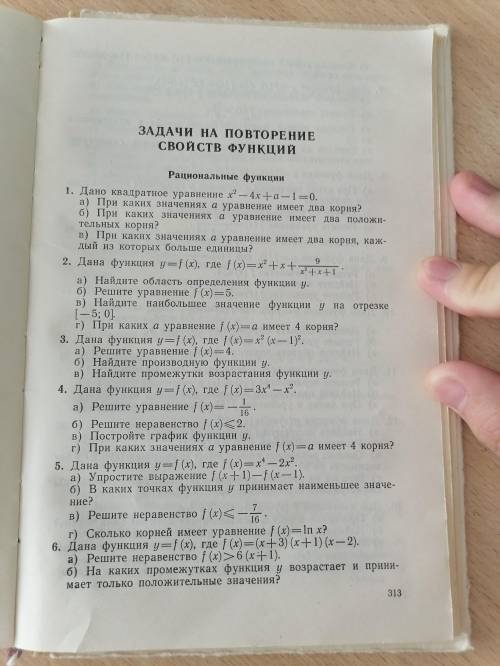 ЗАДАЧИ НА ПОВТОРЕНИЕ
СВОЙСТВ ФУНКЦИЙ
Рациональные функции
1. Дано квадратное уравнение x² — 4x + a — 1 = 0.
а) При каких значениях a уравнение имеет два корня?
б) При каких значениях a уравнение имеет два положи-
тельных корня?
в) При каких значениях a уравнение имеет два корня, каж-
дый из которых больше единицы?
2. Дана функция y = f (x), где f (x) = x² + x + 9/(x² + x + 1).
а) Найдите область определения функции y.
б) Решите уравнение f (x) = 5.
в) Найдите наибольшее значение функции y на отрезке
[— 5; 0].
г) При каких a уравнение f (x) = a имеет 4 корня?
3. Дана функция y = f (x), где f (x) = x² (x — 1)².
а) Решите уравнение f (x) = 4.
б) Найдите производную функции y.
в) Найдите промежутки возрастания функции y.
4. Дана функция y = f (x), где f (x) = 3x⁴ — x².
а) Решите уравнение f (x) = — 1/16.
б) Решите неравенство f (x) ⩽ 2.
в) Постройте график функции y.
г) При каких значениях a уравнение f (x) = a имеет 4 корня?
5. Дана функция y = f (x), где f (x) = x⁴ — 2x².
а) Упростите выражение f (x + 1) — f (x — 1).
б) В каких точках функция y принимает наименьшее значе-
ние?
в) Решите неравенство f (x) ⩽ — 7/16.
г) Сколько корней имеет уравнение f (x) = ln x?
6. Дана функция y = f (x), где f (x) = (x + 3) (x + 1) (x — 2).
а) Решите неравенство f (x) > 6 (x + 1).
б) На каких промежутках функция y возрастает и прини-
мает только положительные значения?
313